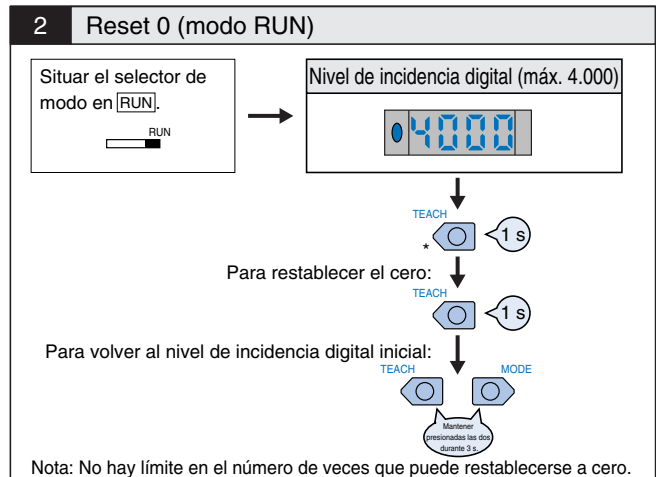 2 Reset 0 (modo RUN)
Situar el selector de
modo en RUN.
RUN
Nivel de incidencia digital (máx. 4.000)
4000
TEACH
* 1 s
Para restablecer el cero:
TEACH
1 s
Para volver al nivel de incidencia digital inicial:
TEACH MODE
Mantener
presionadas las dos
durante 3 s.
Nota: No hay límite en el número de veces que puede restablecerse a cero.